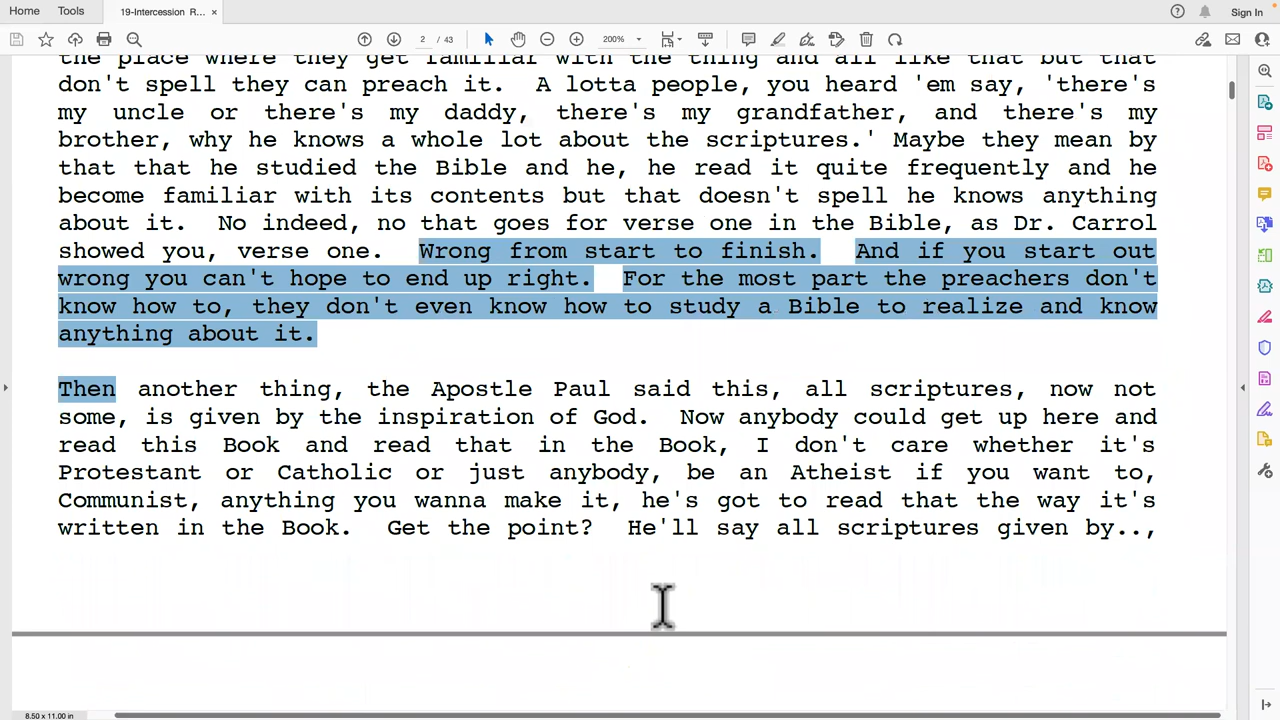 Home Tools 19-Intercession R... × Sign In
2 / 43 200%
the place where they get familiar with the thing and all like that but that
don't spell they can preach it. A lotta people, you heard 'em say, 'there's
my uncle or there's my daddy, there's my grandfather, and there's my
brother, why he knows a whole lot about the scriptures.' Maybe they mean by
that that he studied the Bible and he, he read it quite frequently and he
become familiar with its contents but that doesn't spell he knows anything
about it. No indeed, no that goes for verse one in the Bible, as Dr. Carrol
showed you, verse one. Wrong from start to finish. And if you start out
wrong you can't hope to end up right. For the most part the preachers don't
know how to, they don't even know how to study a Bible to realize and know
anything about it.
Then another thing, the Apostle Paul said this, all scriptures, now not
some, is given by the inspiration of God. Now anybody could get up here and
read this Book and read that in the Book, I don't care whether it's
Protestant or Catholic or just anybody, be an Atheist if you want to,
Communist, anything you wanna make it, he's got to read that the way it's
written in the Book. Get the point? He'll say all scriptures given by..,
8.50 x 11.00 in